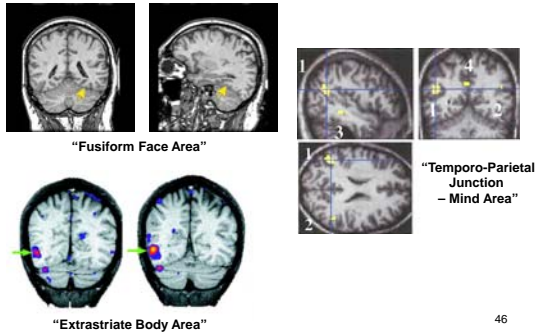 “Fusiform Face Area”
1
4
1
2
3
1
2
“Temporo-Parietal
Junction
– Mind Area”
“Extrastriate Body Area”
46